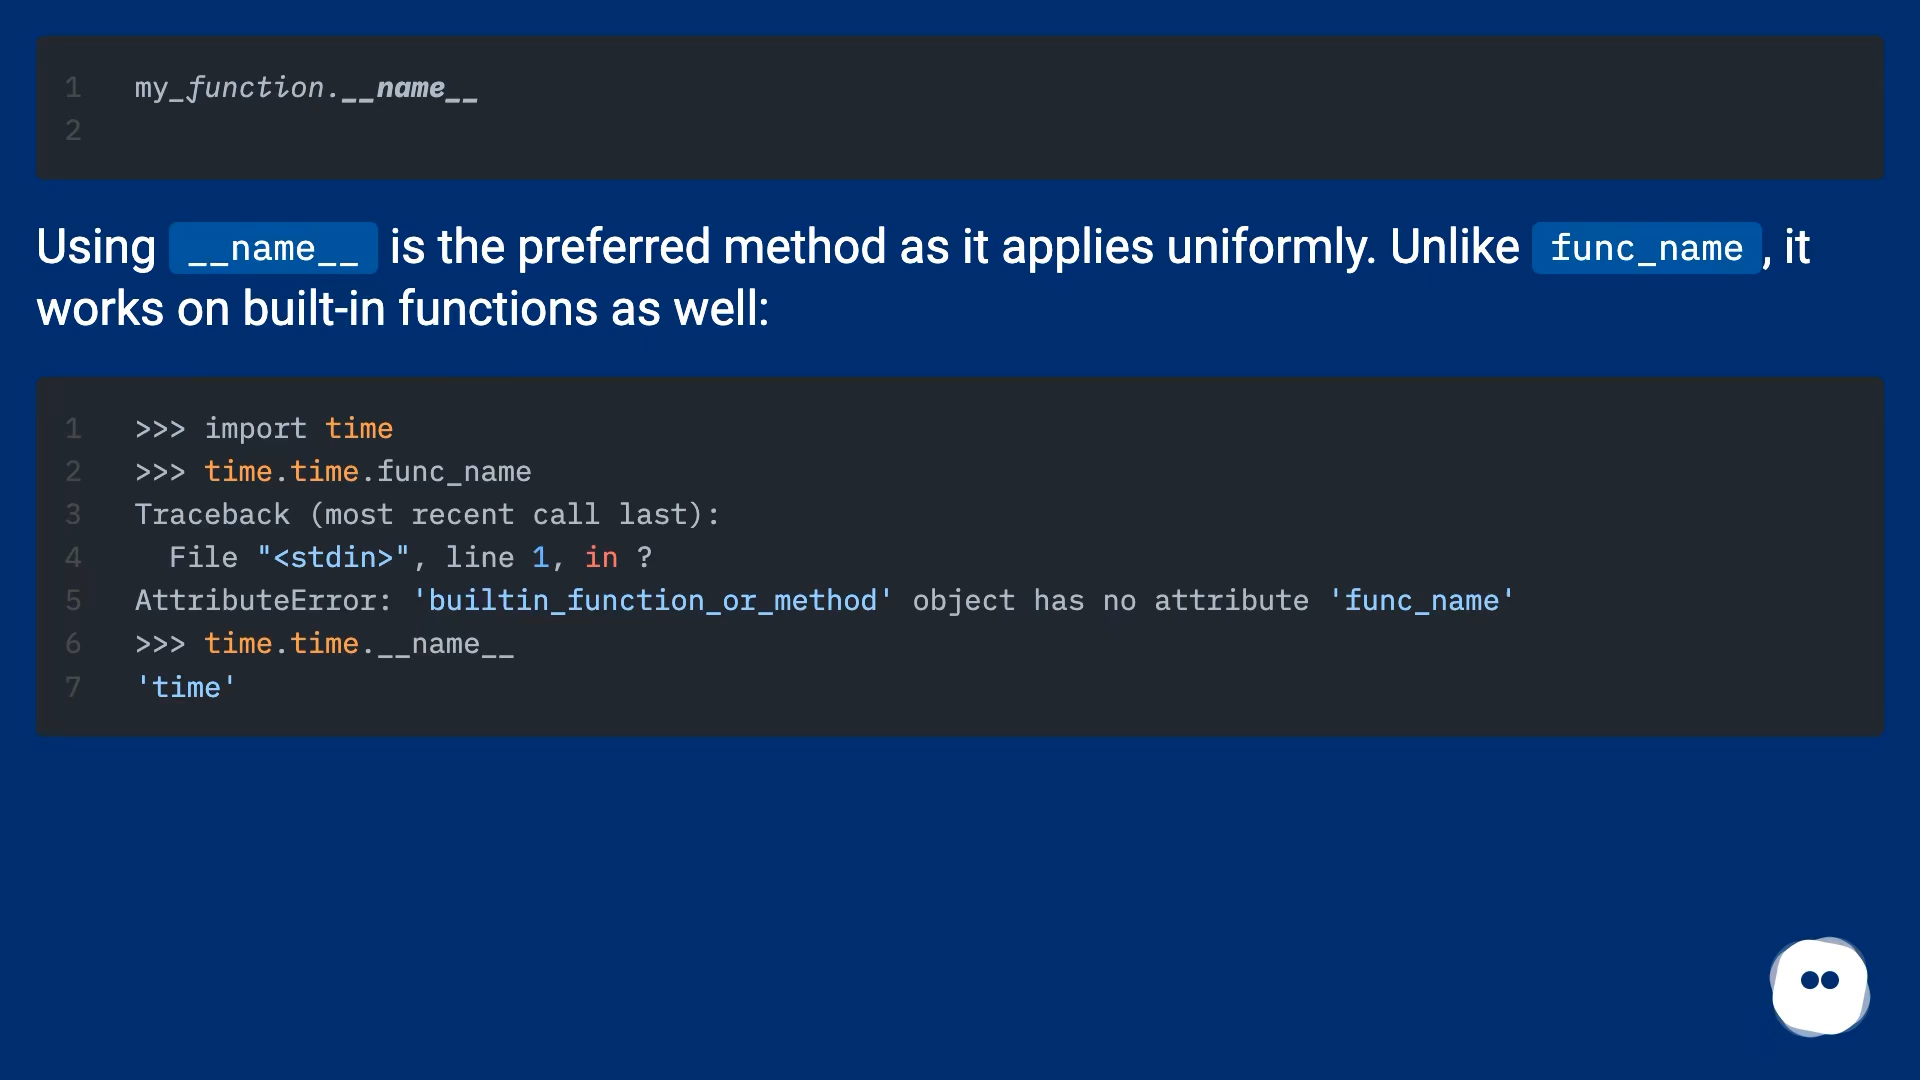 1 my_function.__name__
2
Using __name__ is the preferred method as it applies uniformly. Unlike func_name, it
works on built-in functions as well:
1 >>> import time
2 >>> time.time.func_name
3 Traceback (most recent call last):
4   File "<stdin>", line 1, in ?
5 AttributeError: 'builtin_function_or_method' object has no attribute 'func_name'
6 >>> time.time.__name__
7 'time'